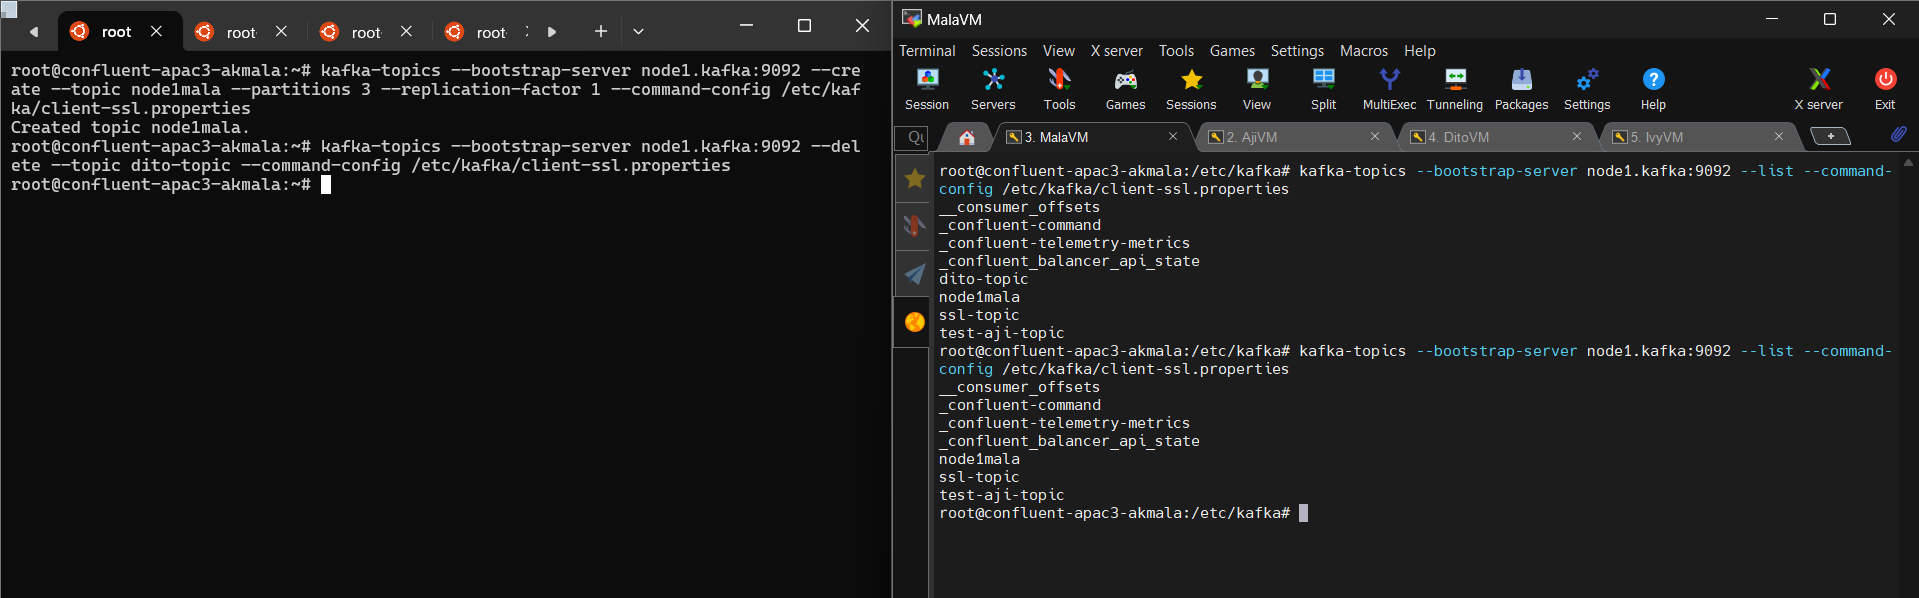 root
root
root
root
root@confluent-apac3-akmala:~# kafka-topics --bootstrap-server node1.kafka:9092 --cre
ate --topic node1mala --partitions 3 --replication-factor 1 --command-config /etc/kaf
ka/client-ssl.properties
Created topic node1mala.
root@confluent-apac3-akmala:~# kafka-topics --bootstrap-server node1.kafka:9092 --del
ete --topic dito-topic --command-config /etc/kafka/client-ssl.properties
root@confluent-apac3-akmala:~#
MalaVM
Terminal Sessions View X server Tools Games Settings Macros Help
Session Servers Tools Games Sessions View Split MultiExec Tunneling Packages Settings Help X server Exit
3. MalaVM 2. AjiVM 4. DitoVM 5. IvyVM
root@confluent-apac3-akmala:/etc/kafka# kafka-topics --bootstrap-server node1.kafka:9092 --list --command-
config /etc/kafka/client-ssl.properties
__consumer_offsets
_confluent-command
_confluent-telemetry-metrics
_confluent_balancer_api_state
dito-topic
node1mala
ssl-topic
test-aji-topic
root@confluent-apac3-akmala:/etc/kafka# kafka-topics --bootstrap-server node1.kafka:9092 --list --command-
config /etc/kafka/client-ssl.properties
__consumer_offsets
_confluent-command
_confluent-telemetry-metrics
_confluent_balancer_api_state
node1mala
ssl-topic
test-aji-topic
root@confluent-apac3-akmala:/etc/kafka#